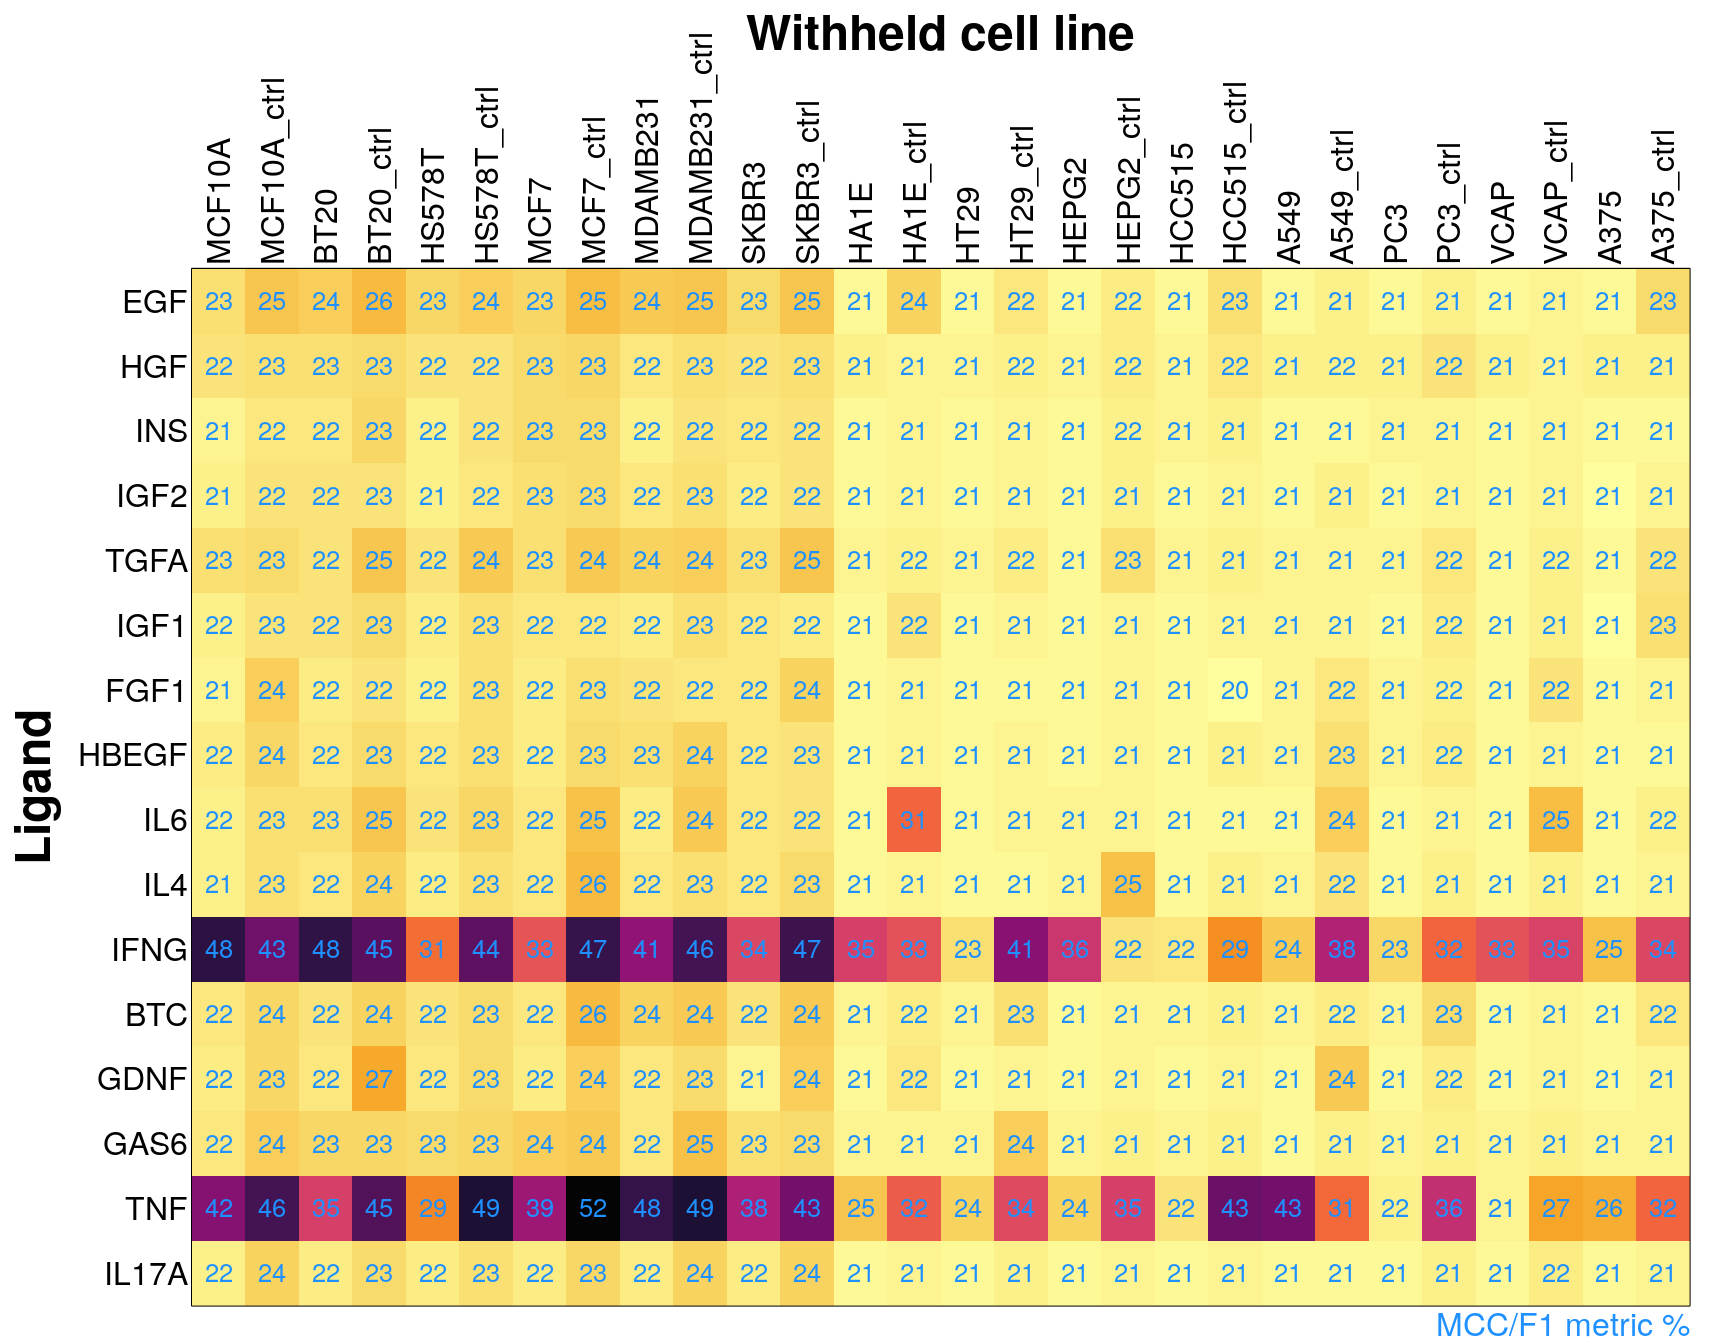 Withheld cell line
MCF10A MCF10A_ctrl BT20 BT20_ctrl HS578T HS578T_ctrl MCF7 MCF7_ctrl MDAMB231 MDAMB231_ctrl SKBR3 SKBR3_ctrl HA1E HA1E_ctrl HT29 HT29_ctrl HEPG2 HEPG2_ctrl HCC515 HCC515_ctrl A549 A549_ctrl PC3 PC3_ctrl VCAP VCAP_ctrl A375 A375_ctrl
Ligand
EGF 23 25 24 26 23 24 23 25 24 25 23 25 21 24 21 22 21 22 21 23 21 21 21 21 21 21 21 23
HGF 22 23 23 23 22 22 23 23 22 23 22 23 21 21 21 22 21 22 21 22 21 22 21 22 21 21 21 21
INS 21 22 22 23 22 22 23 23 22 22 22 22 21 21 21 21 21 22 21 21 21 21 21 21 21 21 21 21
IGF2 21 22 22 23 21 22 23 23 22 23 22 22 21 21 21 21 21 21 21 21 21 21 21 21 21 21 21 21
TGFA 23 23 22 25 22 24 23 24 24 24 23 25 21 22 21 22 21 23 21 21 21 21 21 22 21 22 21 22
IGF1 22 23 22 23 22 23 22 22 22 23 22 22 21 22 21 21 21 21 21 21 21 21 21 22 21 21 21 23
FGF1 21 24 22 22 22 23 22 23 22 22 22 24 21 21 21 21 21 21 21 20 21 22 21 22 21 22 21 21
HBEGF 22 24 22 23 22 23 22 23 23 24 22 23 21 21 21 21 21 21 21 21 21 23 21 22 21 21 21 21
IL6 22 23 23 25 22 23 22 25 22 24 22 22 21 31 21 21 21 21 21 21 21 24 21 21 21 25 21 22
IL4 21 23 22 24 22 23 22 26 22 23 22 23 21 21 21 21 21 25 21 21 21 22 21 21 21 21 21 21
IFNG 48 43 48 45 31 44 33 47 41 46 34 47 35 33 23 41 36 22 22 29 24 38 23 32 33 35 25 34
BTC 22 24 22 24 22 23 22 26 24 24 22 24 21 22 21 23 21 21 21 21 21 22 21 23 21 21 21 22
GDNF 22 23 22 27 22 23 22 24 22 23 21 24 21 22 21 21 21 21 21 21 21 24 21 22 21 21 21 21
GAS6 22 24 23 23 23 23 24 24 22 25 23 23 21 21 21 24 21 21 21 21 21 21 21 21 21 21 21 21
TNF 42 46 35 45 29 49 39 52 48 49 38 43 25 32 24 34 24 35 22 43 43 31 22 36 21 27 26 32
IL17A 22 24 22 23 22 23 22 23 22 24 22 24 21 21 21 21 21 21 21 21 21 21 21 21 21 22 21 21
MCC/F1 metric %